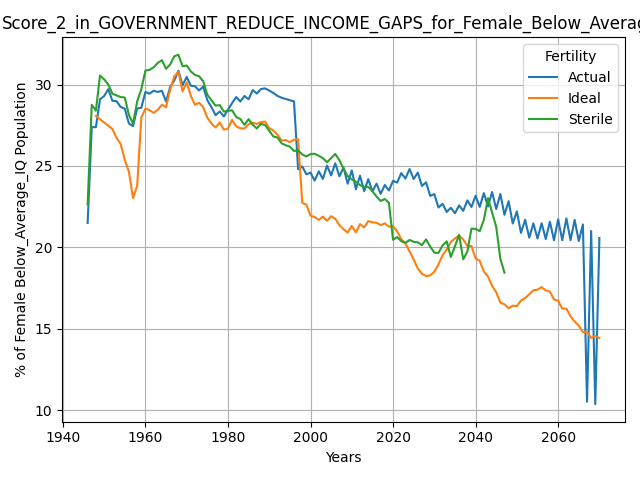 Score_2_in_GOVERNMENT_REDUCE_INCOME_GAPS_for_Female_Below_Averag
Fertility
Actual
Ideal
Sterile
% of Female Below_Average_IQ Population
30
25
20
15
10
1940
1960
1980
2000
2020
2040
2060
Years